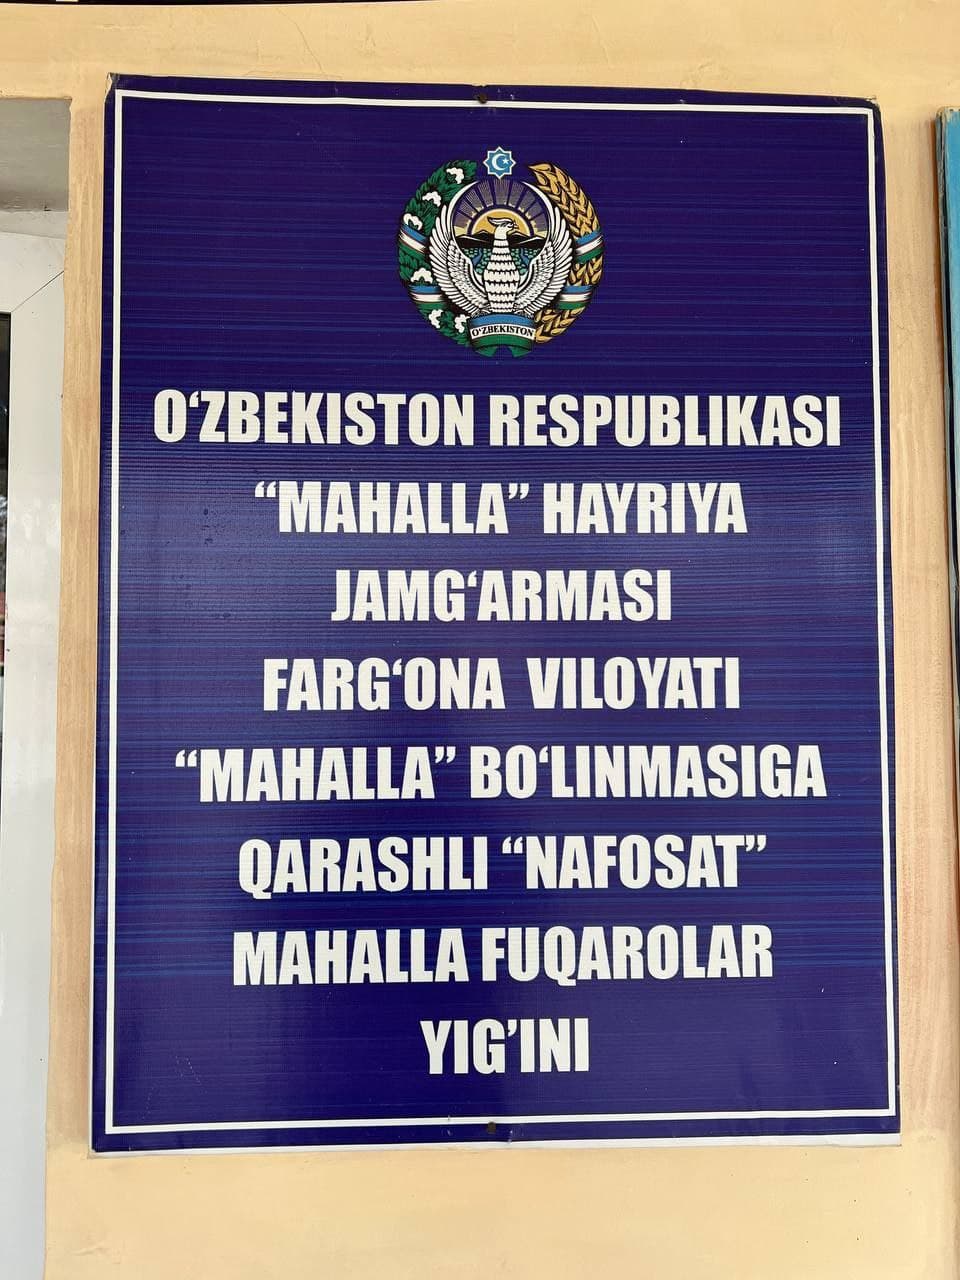 O‘ZBEKISTON
O‘ZBEKISTON RESPUBLIKASI
“MAHALLA” HAYRIYA
JAMG‘ARMASI
FARG‘ONA VILOYATI
“MAHALLA” BO‘LINMASIGA
QARASHLI “NAFOSAT”
MAHALLA FUQAROLAR
YIG’INI